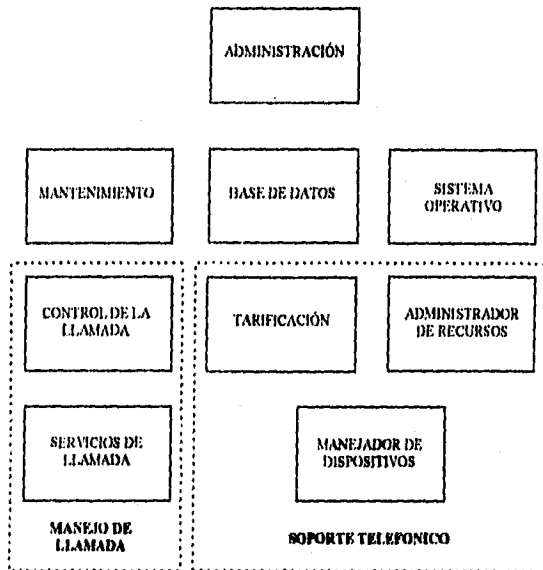 ADMINISTRACIÓN
MANTENIMIENTO
BASE DE DATOS
SISTEMA
OPERATIVO
CONTROL DE LA
LLAMADA
TARIFICACIÓN
ADMINISTRADOR
DE RECURSOS
SERVICIOS DE
LLAMADA
MANEJADOR DE
DISPOSITIVOS
MANEJO DE
LLAMADA
SOPORTE TELEFONICO